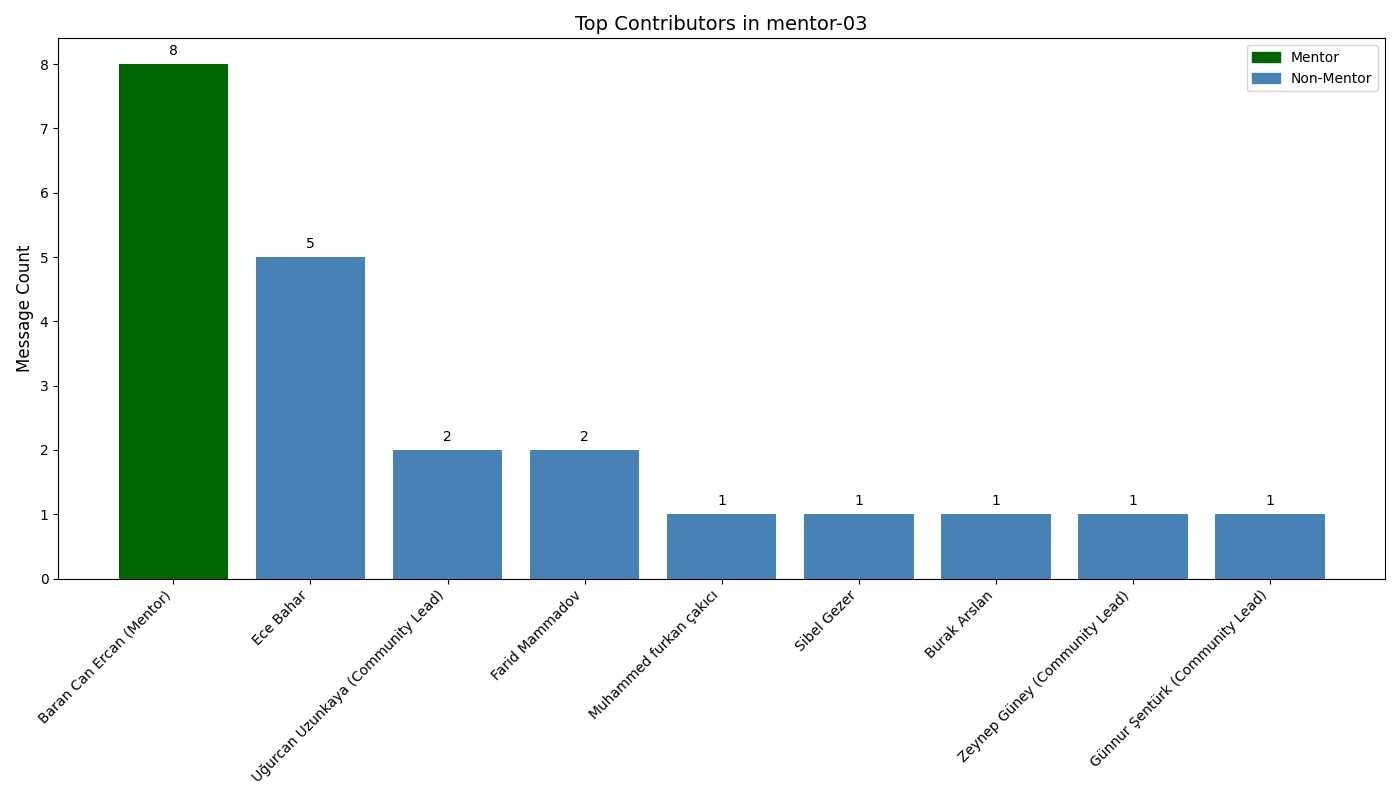 Top Contributors in mentor-03
Mentor
Non-Mentor
Message Count
8
7
6
5
4
3
2
1
0
8
5
2
2
1
1
1
1
1
Baran Can Ercan (Mentor)
Ece Bahar
Uğurcan Uzunkaya (Community Lead)
Farid Mammadov
Muhammed furkan çakıcı
Sibel Gezer
Burak Arslan
Zeynep Güney (Community Lead)
Günnur Şentürk (Community Lead)